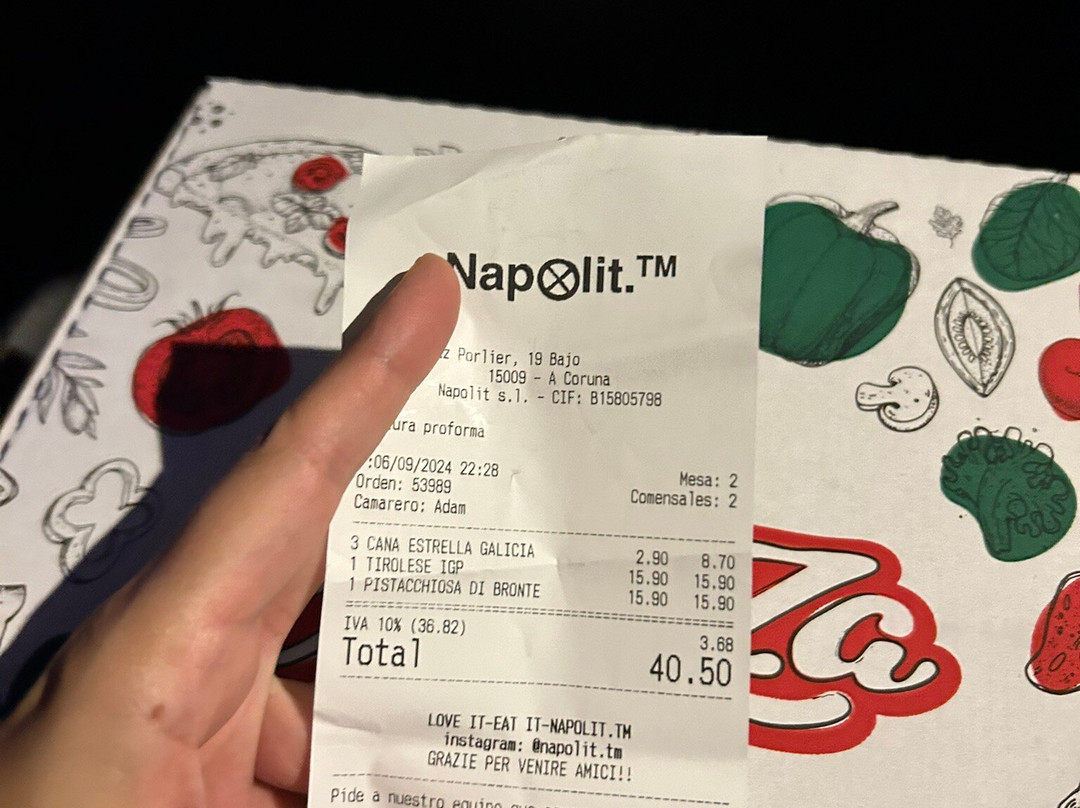 Napolit.™
Porlier, 19 Bajo
15009 - A Coruna
Napolit s.l. - CIF: B15805798
proforma
:06/09/2024 22:28
Mesa: 2
Orden: 53989
Comensales: 2
Camarero: Adam
3 CANA ESTRELLA GALICIA 2.90 8.70
1 TIROLESE IGP 15.90 15.90
1 PISTACCHIOSA DI BRONTE 15.90 15.90
IVA 10% (36.82) 3.68
Total 40.50
LOVE IT-EAT IT-NAPOLIT.TM
instagram: @napolit.tm
GRAZIE PER VENIRE AMICI!!
Pide a nuestro equipo que